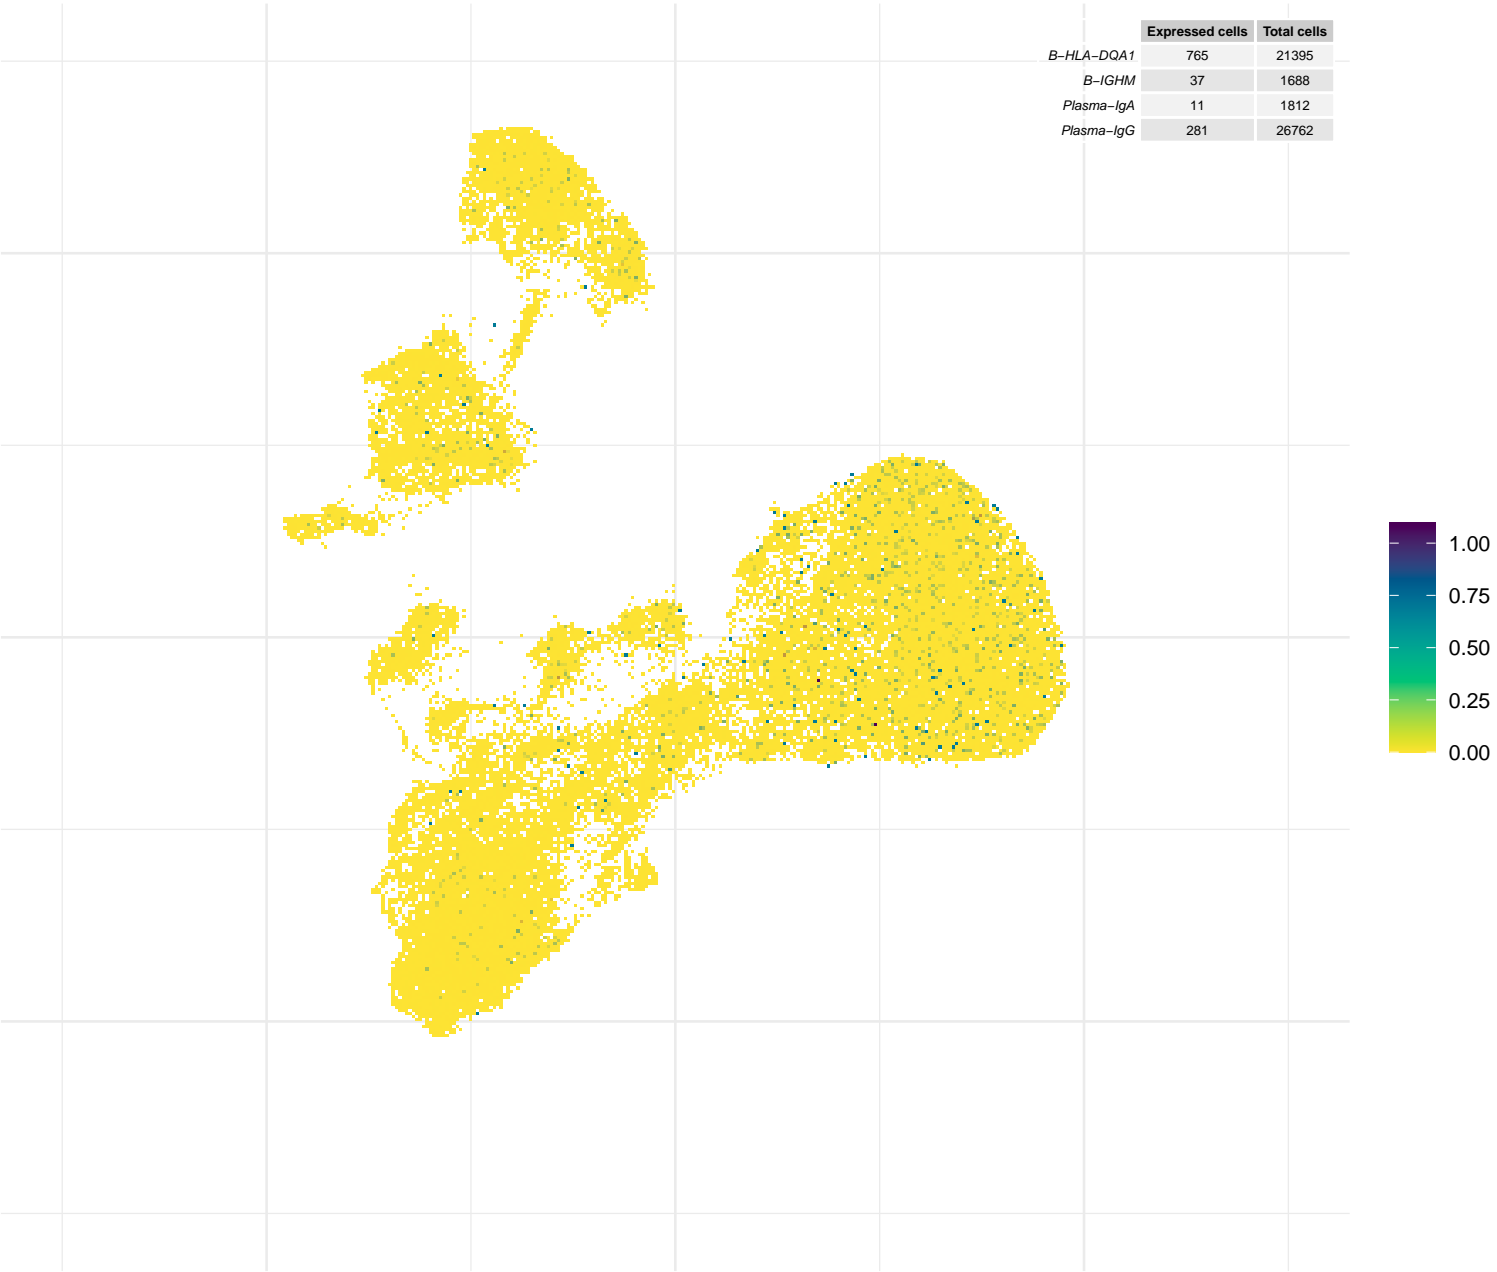 Expressed cells Total cells
B−HLA−DQA1 765 21395
B−IGHM 37 1688
Plasma−IgA 11 1812
Plasma−IgG 281 26762
1.00
0.75
0.50
0.25
0.00